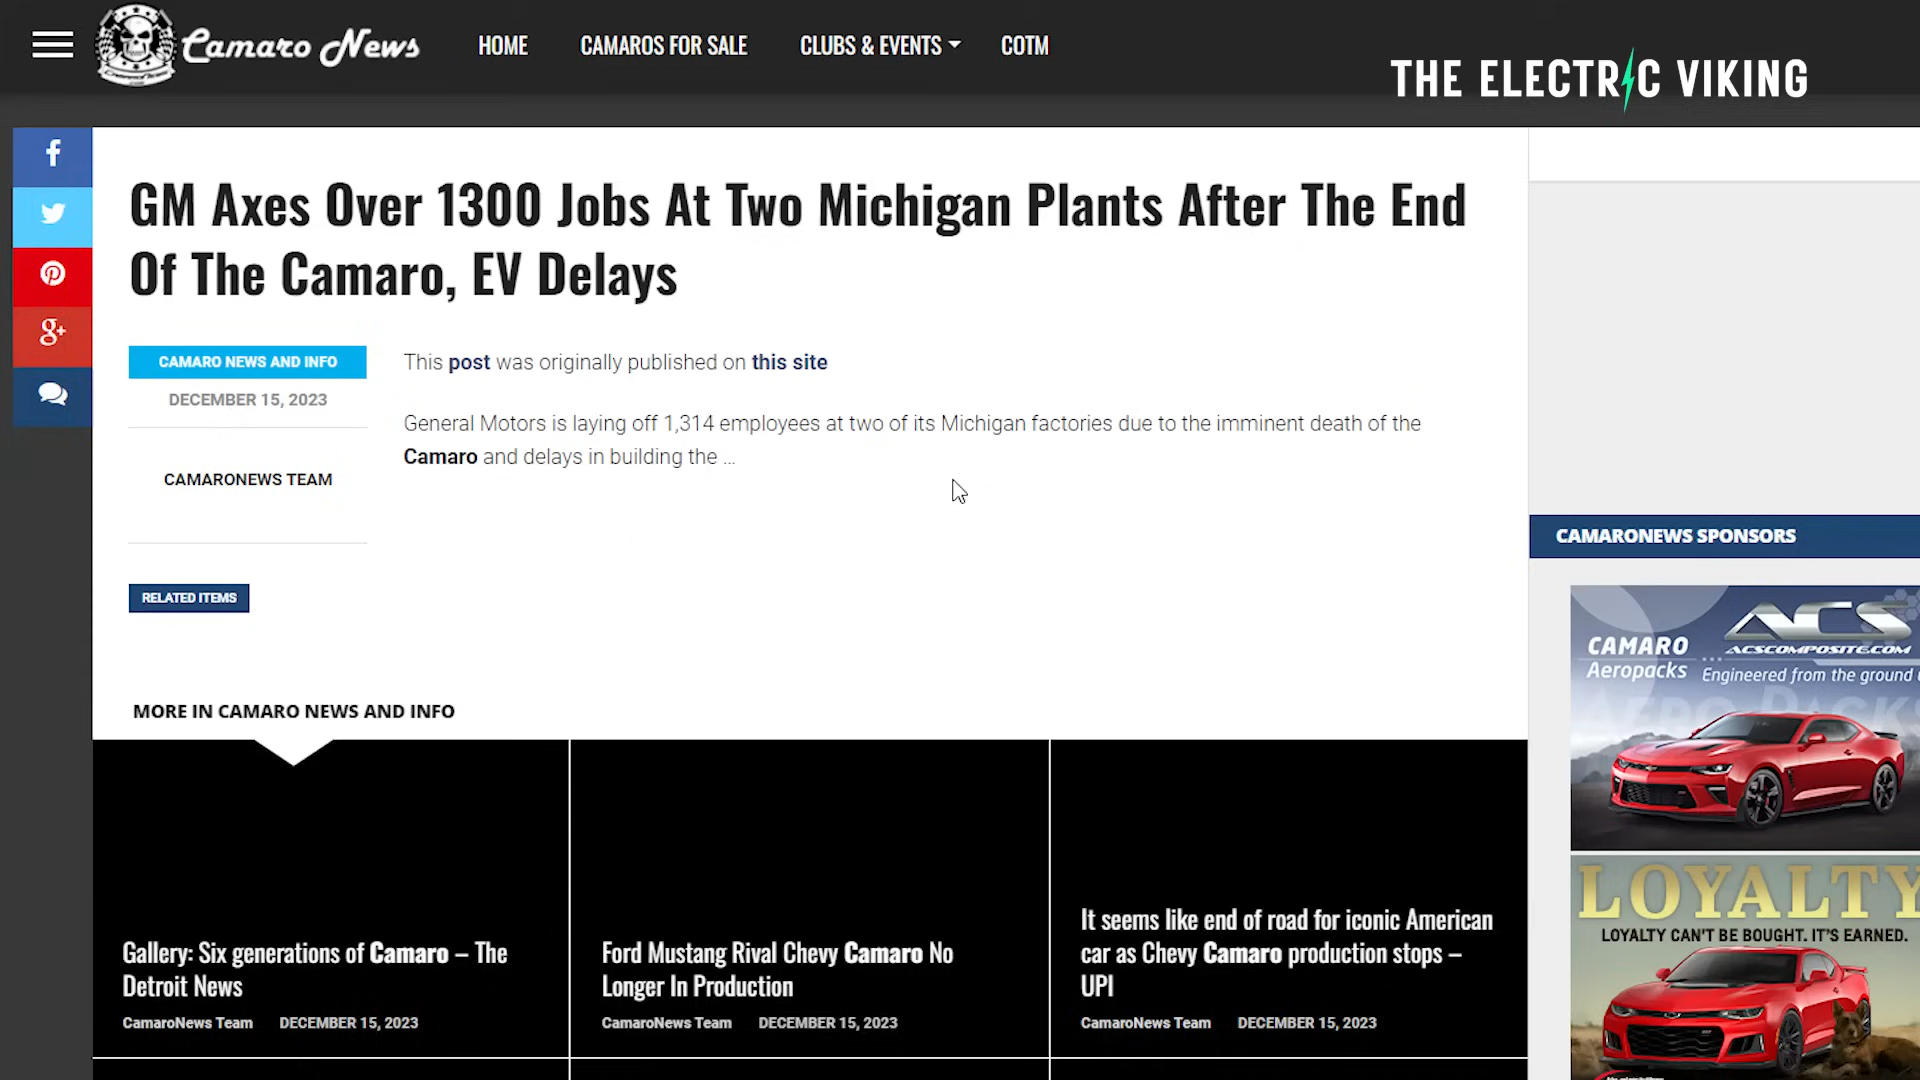 Camaro News
HOME
CAMAROS FOR SALE
CLUBS & EVENTS
COTM
THE ELECTRIC VIKING
GM Axes Over 1300 Jobs At Two Michigan Plants After The End
Of The Camaro, EV Delays
CAMARO NEWS AND INFO
DECEMBER 15, 2023
CAMARONEWS TEAM
This post was originally published on this site
General Motors is laying off 1,314 employees at two of its Michigan factories due to the imminent death of the
Camaro and delays in building the ...
RELATED ITEMS
MORE IN CAMARO NEWS AND INFO
Gallery: Six generations of Camaro – The
Detroit News
CamaroNews Team DECEMBER 15, 2023
Ford Mustang Rival Chevy Camaro No
Longer In Production
CamaroNews Team DECEMBER 15, 2023
It seems like end of road for iconic American
car as Chevy Camaro production stops –
UPI
CamaroNews Team DECEMBER 15, 2023
CAMARONEWS SPONSORS
ACS
CAMARO
Aeropacks
ACSCOMPOSITE.COM
Engineered from the ground
LOYALTY
LOYALTY CAN'T BE BOUGHT. IT'S EARNED.